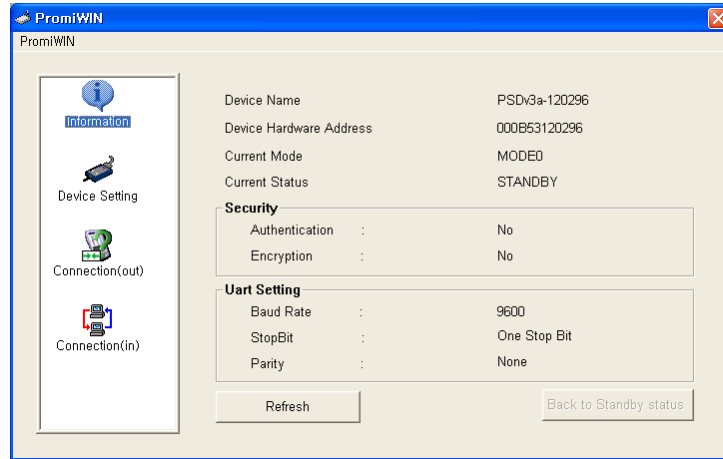 PromiWIN
PromiWIN
Information
Device Setting
Connection(out)
Connection(in)
Device Name PSDv3a-120296
Device Hardware Address 000B53120296
Current Mode MODE0
Current Status STANDBY
Security
Authentication : No
Encryption : No
Uart Setting
Baud Rate : 9600
StopBit : One Stop Bit
Parity : None
Refresh
Back to Standby status